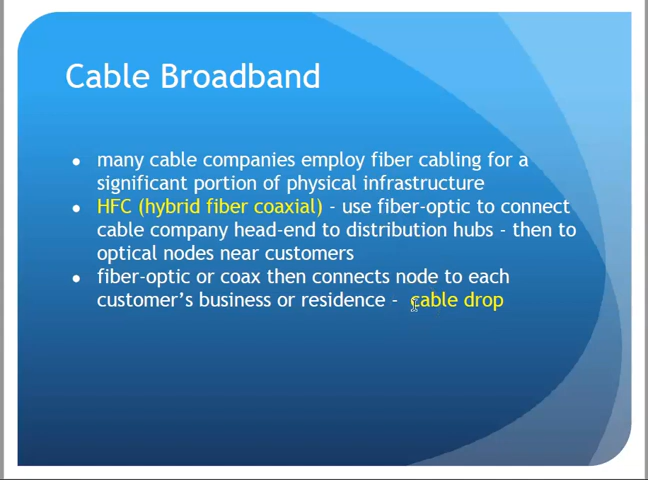 Cable Broadband
● many cable companies employ fiber cabling for a
significant portion of physical infrastructure
● HFC (hybrid fiber coaxial) - use fiber-optic to connect
cable company head-end to distribution hubs - then to
optical nodes near customers
● fiber-optic or coax then connects node to each
customer's business or residence - cable drop